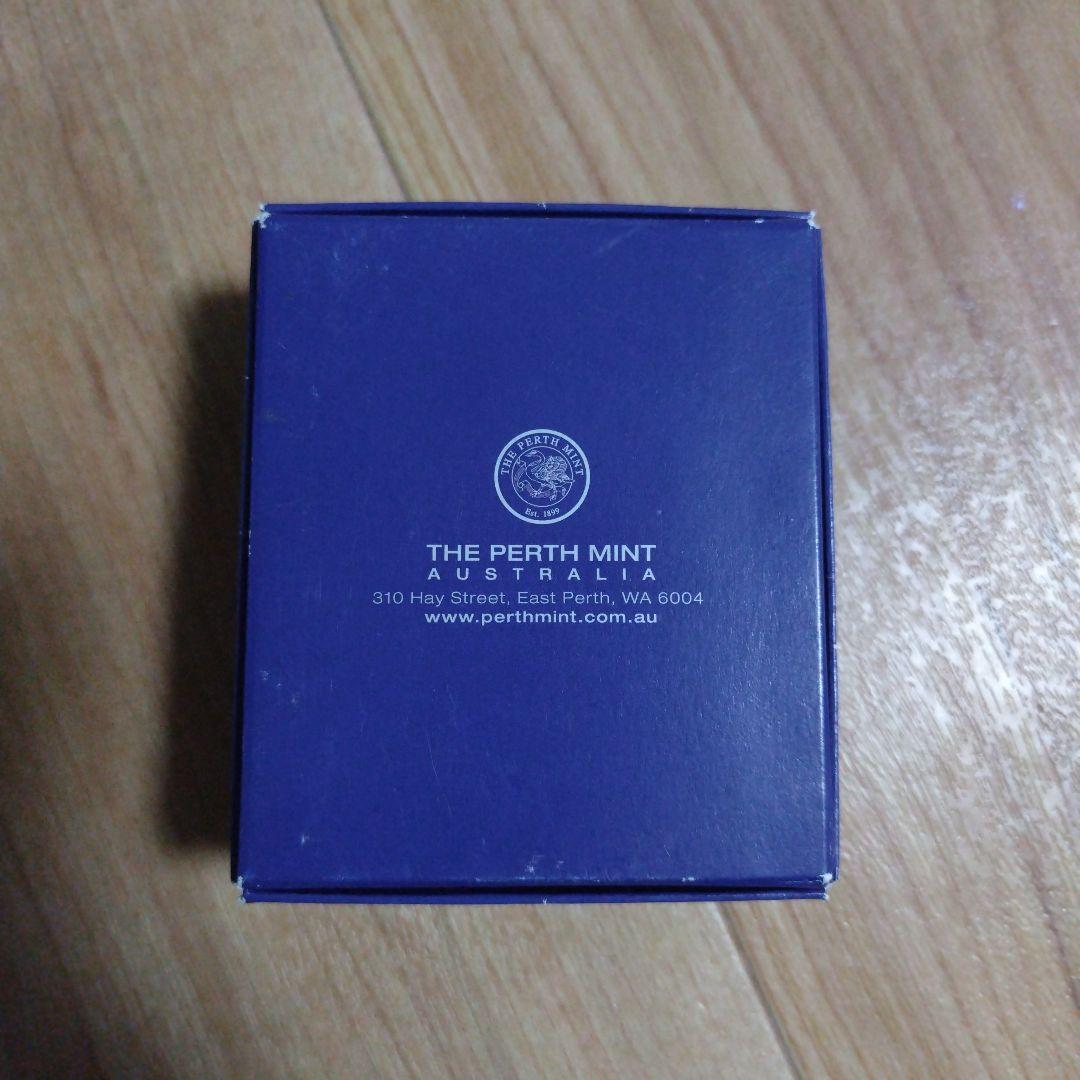 THE PERTH MINT
Est. 1899
THE PERTH MINT
AUSTRALIA
310 Hay Street, East Perth, WA 6004
www.perthmint.com.au